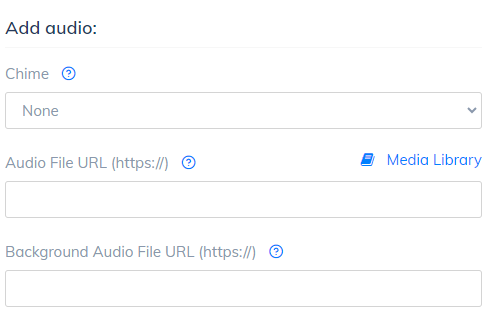 Add audio:
Chime ?
None
Audio File URL (https://) ? Media Library
Background Audio File URL (https://) ?